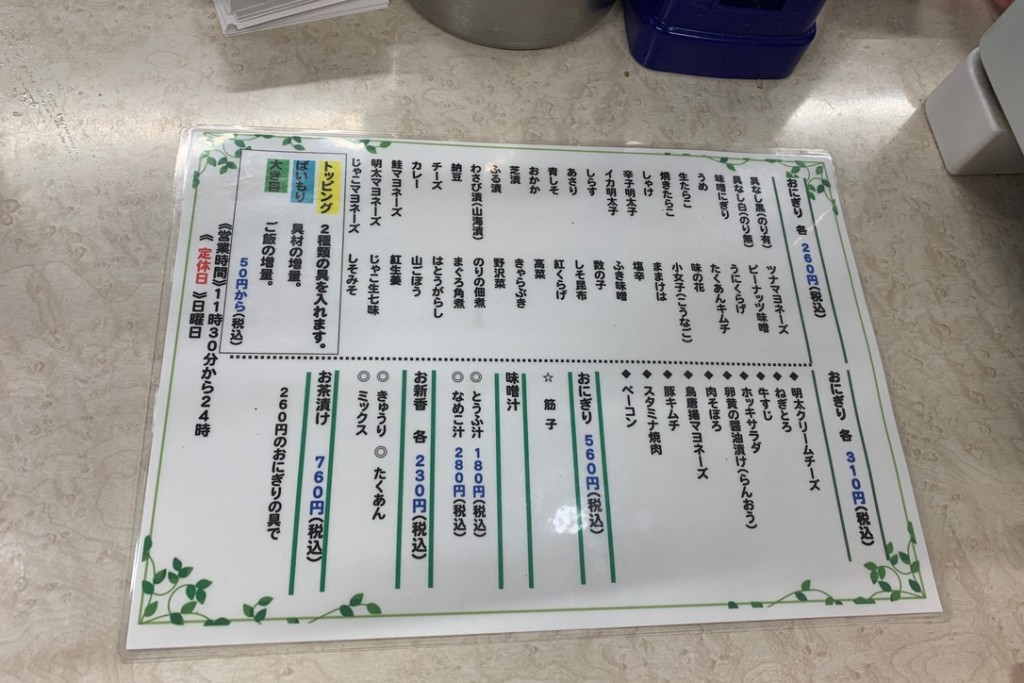 おにぎり 各 260円(税込)
具なし黒(のり有)
具なし白(のり無)
味噌にぎり
うめ
生たらこ
焼きたらこ
しゃけ
辛子明太子
イカ明太子
しらす
あさり
青しそ
おかか
芝漬
ふる漬
わさび漬(山海漬)
納豆
チーズ
カレー
鮭マヨネーズ
明太マヨネーズ
じゃこマヨネーズ
ツナマヨネーズ
ピーナッツ味噌
うにくらげ
たくあんキムチ
味の花
小女子(こうなご)
ままけは
塩辛
ふき味噌
数の子
しそ昆布
紅くらげ
高菜
きゃらぶき
野沢菜
のりの佃煮
まぐろ角煮
はとうがらし
山ごぼう
紅生姜
じゃこ生七味
しそみそ
トッピング 2種類の具を入れます。
ばいもり 具材の増量。
大き目 ご飯の増量。
50円から(税込)
《営業時間》11時30分から24時
《 定休日 》日曜日
おにぎり 各 310円(税込)
◆ 明太クリームチーズ
◆ ねぎとろ
◆ 牛すじ
◆ ホッキサラダ
◆ 卵黄の醤油漬け(らんおう)
◆ 肉そぼろ
◆ 鳥唐揚マヨネーズ
◆ 豚キムチ
◆ スタミナ焼肉
◆ ベーコン
おにぎり 560円(税込)
☆ 筋子
味噌汁
◎ とうふ汁 180円(税込)
◎ なめこ汁 280円(税込)
お新香 各 230円(税込)
◎ きゅうり ◎ たくあん
◎ ミックス
お茶漬け 760円(税込)
260円のおにぎりの具で